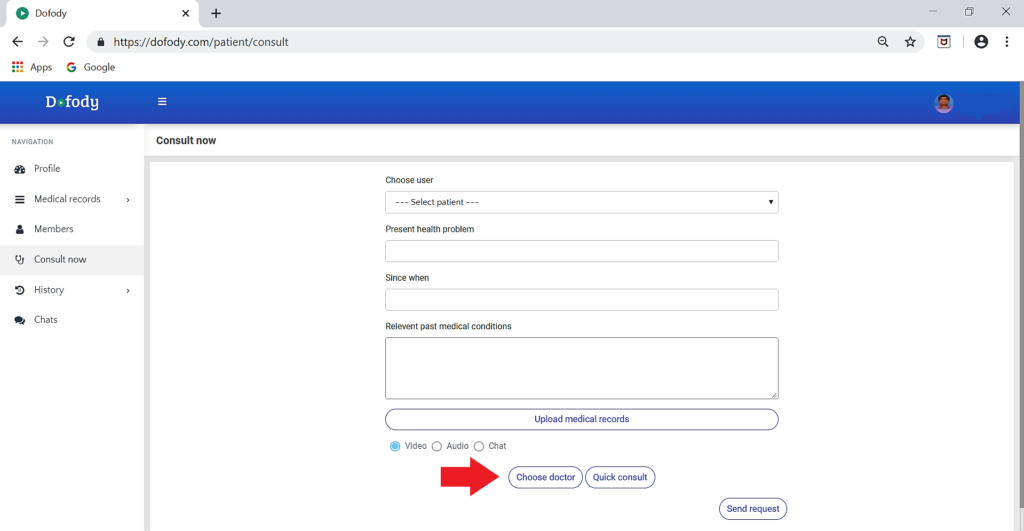 Dofody
https://dofody.com/patient/consult
Apps Google
Dofody
NAVIGATION
Profile
Medical records
Members
Consult now
History
Chats
Consult now
Choose user
--- Select patient ---
Present health problem
Since when
Relevent past medical conditions
Upload medical records
Video Audio Chat
Choose doctor Quick consult
Send request